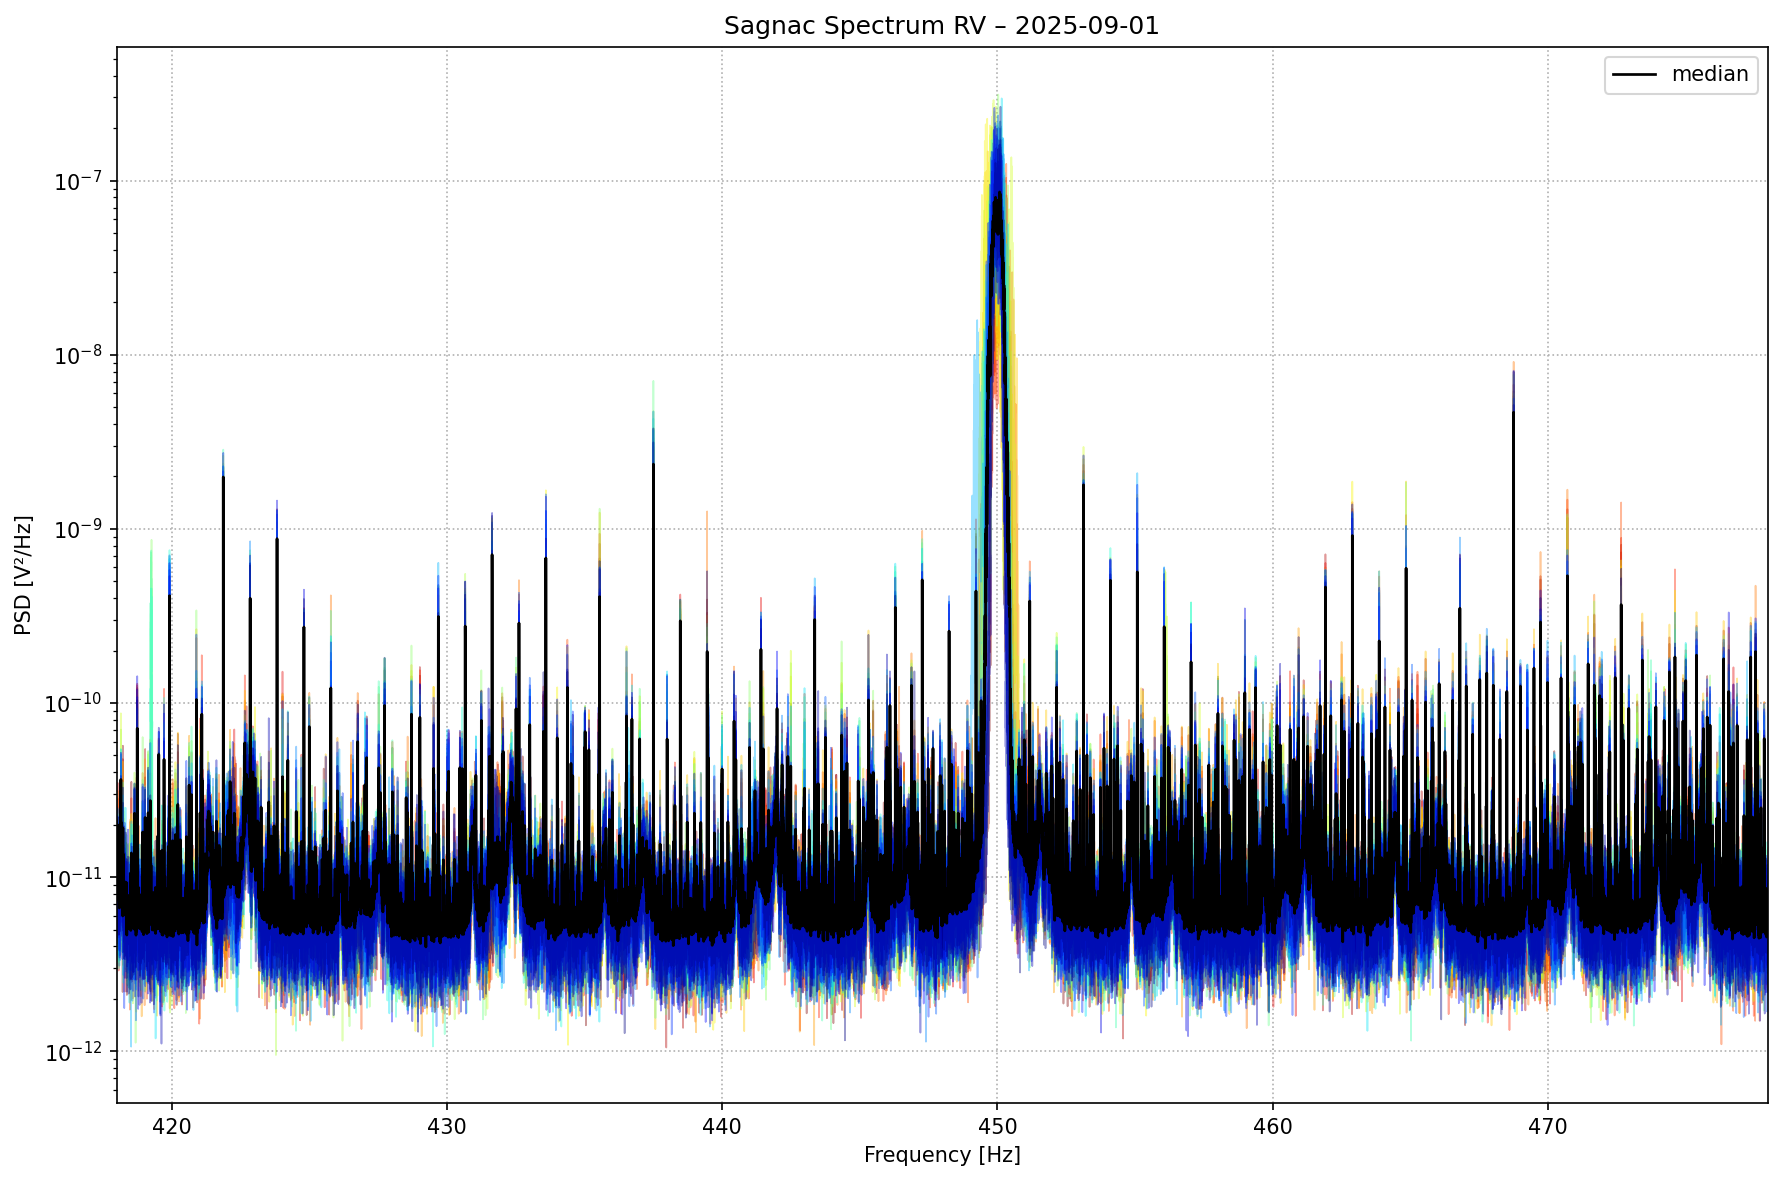 Sagnac Spectrum RV – 2025-09-01
median
PSD [V²/Hz]
10⁻⁷
10⁻⁸
10⁻⁹
10⁻¹⁰
10⁻¹¹
10⁻¹²
420 430 440 450 460 470
Frequency [Hz]